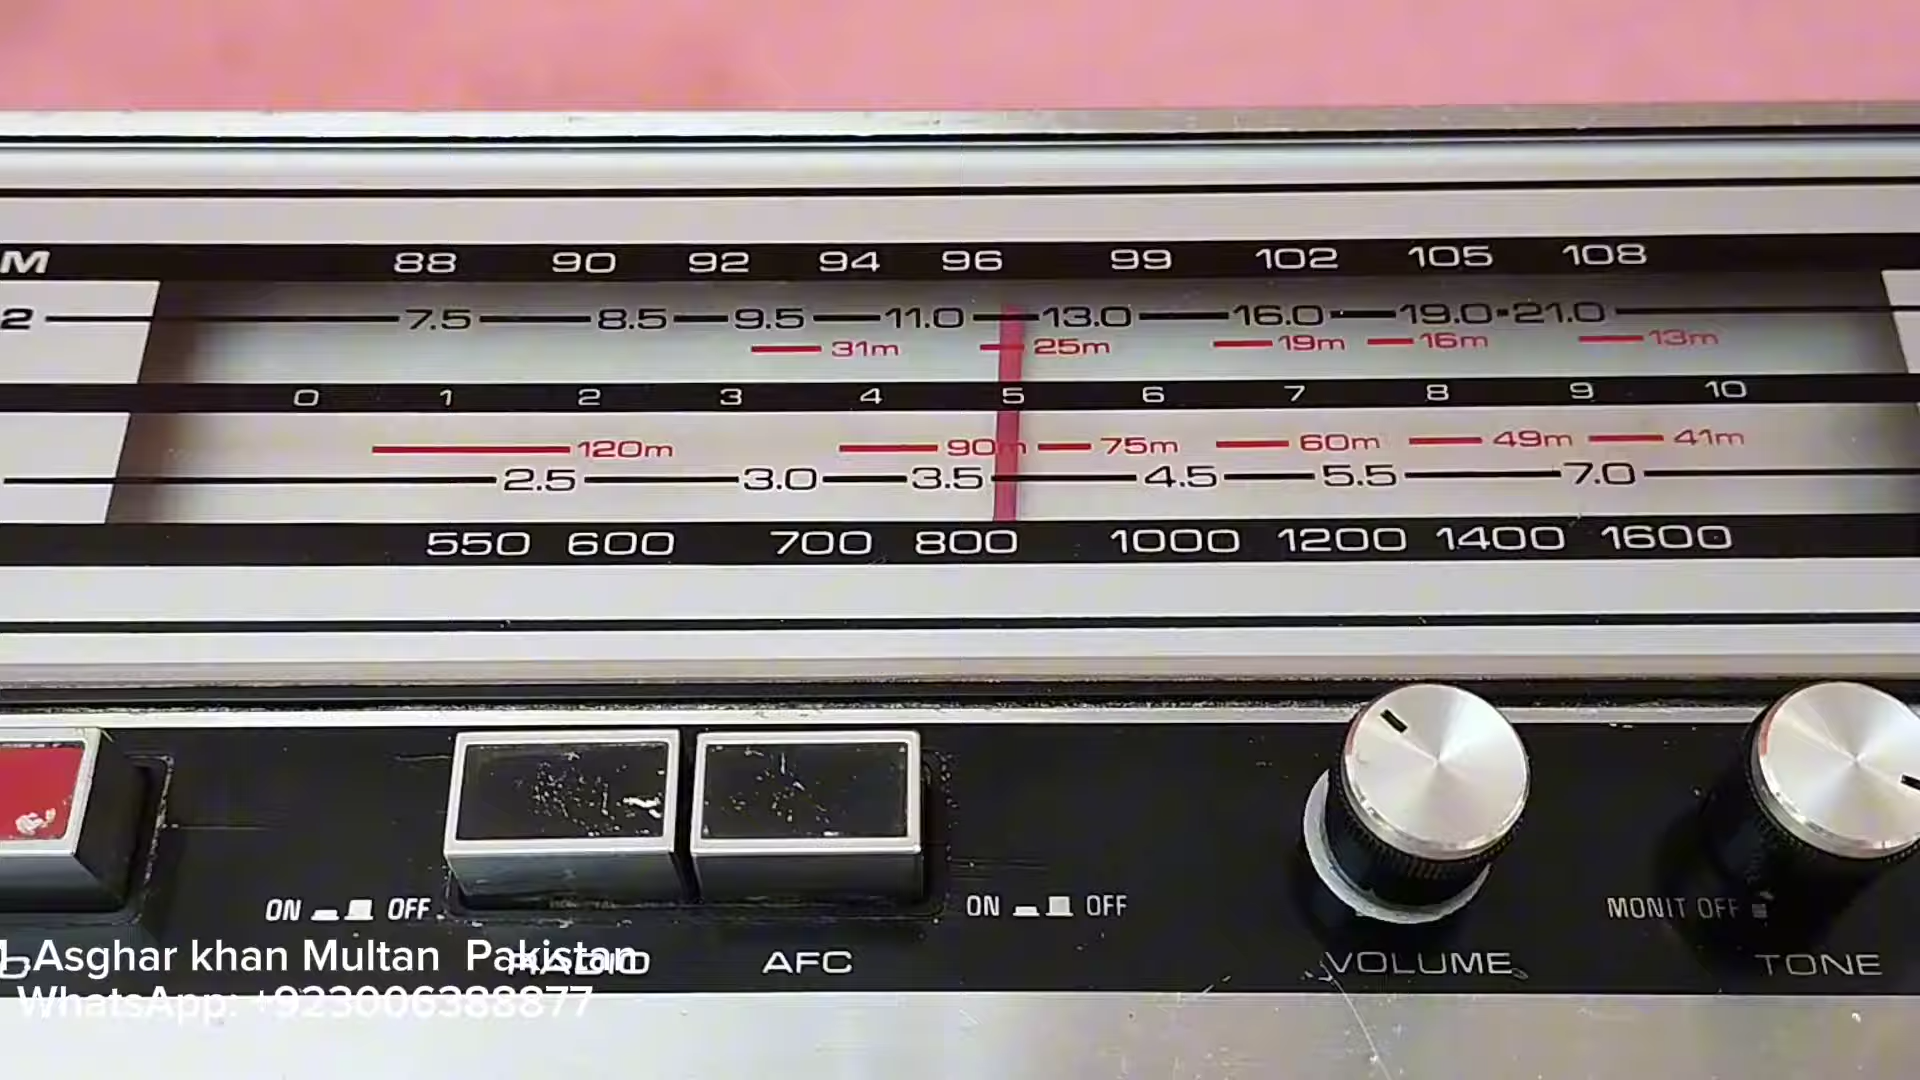 M 88 90 92 94 96 99 102 105 108
2 7.5 8.5 9.5 11.0 13.0 16.0 19.0 21.0
31m 25m 19m 16m 13m
0 1 2 3 4 5 6 7 8 9 10
120m 90m 75m 60m 49m 41m
2.5 3.0 3.5 4.5 5.5 7.0
550 600 700 800 1000 1200 1400 1600
ON OFF ON OFF MONIT OFF
RADIO AFC VOLUME TONE
.Asghar khan Multan Pakistan
WhatsApp: +923006388877